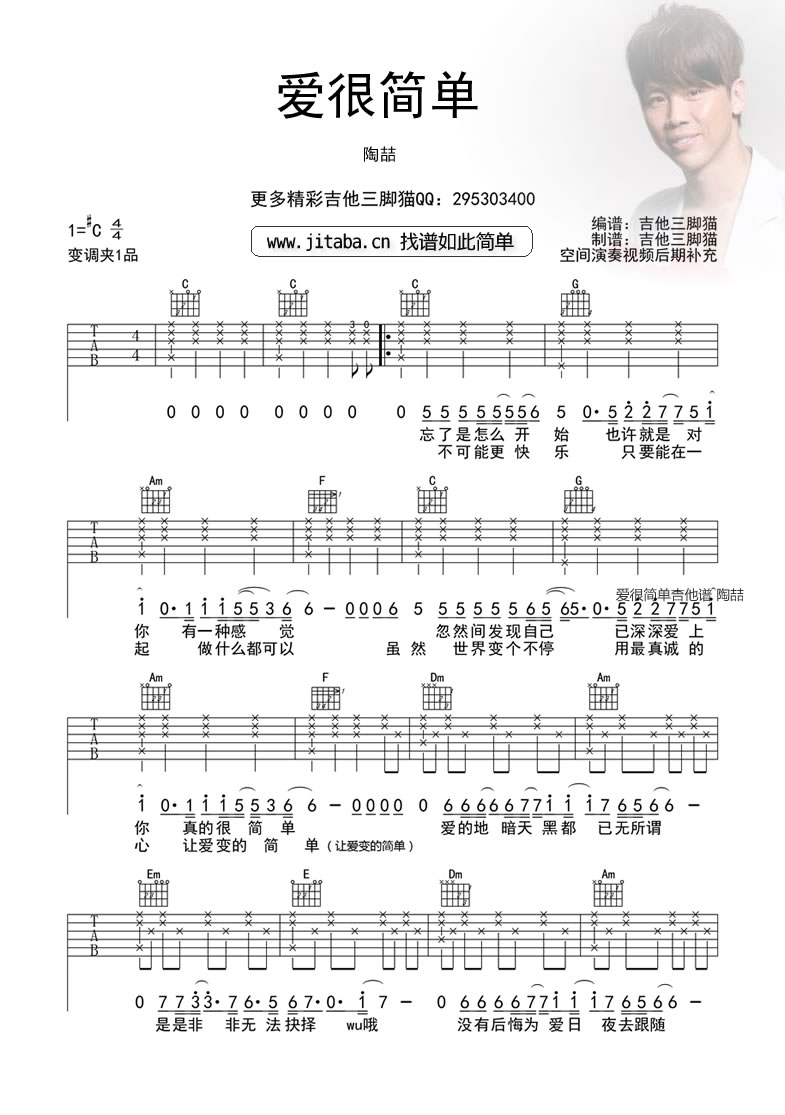 爱很简单
陶喆
更多精彩吉他三脚猫QQ：295303400
1=#C 4/4
编谱：吉他三脚猫
www.jitaba.cn 找谱如此简单
制谱：吉他三脚猫
变调夹1品
空间演奏视频后期补充
C C C G
T A B 4 4 3 0
0 0 0 0 0 0 0 0 0 5 5 5 5 5 5 5 6 5 0· 5 2 2 7 7 5 1
忘了是怎么 开 始 也许就是 对
不可能更快 乐 只要能在一
Am F C G
T A B
爱很简单吉他谱 陶喆
1 0· 1 1 1 5 5 3 6 6 — 0 0 0 6 5 5 5 5 5 5 6 5 6 5· 0· 5 2 2 7 7 5 1
你 有一种感 觉 忽然间发现自己 已深深爱 上
起 做什么都可以 虽 然 世界变个不停 用最真诚 的
Am F Dm Am
T A B
1 0· 1 1 1 5 5 3 6 6 — 0 0 0 0 0 6 6 6 6 6 7 7 1 1 1 7 6 5 6 6 —
你 真的很 简 单 爱的地 暗天 黑都 已无所谓
心 让爱变的 简 单（让爱变的简单）
Em E Dm Am
T A B
0 7 7 3 3· 7 6· 5 6 7· 0· 1 7 — 0 6 6 6 6 7 7 1 1 1 7 6 5 6 6 —
是是非 非无 法 抉择 wu哦 没有后悔为 爱日 夜去跟随